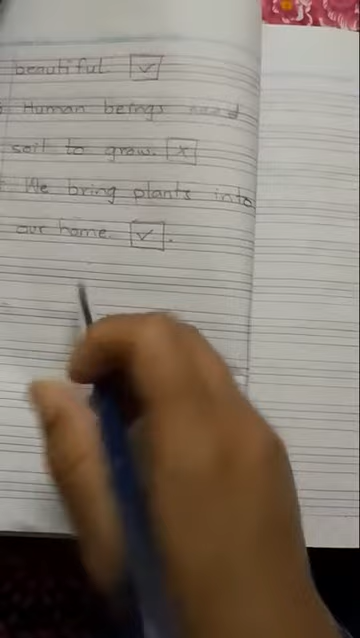 beautiful. ✓
Human beings need
soil to grow. x
We bring plants into
our home. ✓.